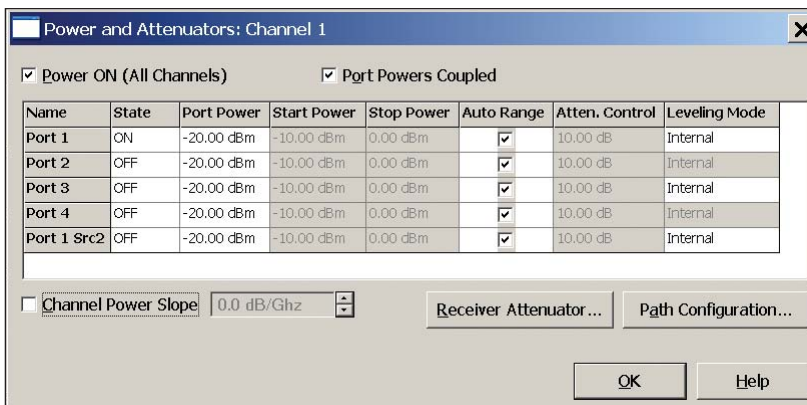 Power and Attenuators: Channel 1
Power ON (All Channels) Port Powers Coupled
Name State Port Power Start Power Stop Power Auto Range Atten. Control Leveling Mode
Port 1 ON -20.00 dBm -10.00 dBm 0.00 dBm 10.00 dB Internal
Port 2 OFF -20.00 dBm -10.00 dBm 0.00 dBm 10.00 dB Internal
Port 3 OFF -20.00 dBm -10.00 dBm 0.00 dBm 10.00 dB Internal
Port 4 OFF -20.00 dBm -10.00 dBm 0.00 dBm 10.00 dB Internal
Port 1 Src2 OFF -20.00 dBm -10.00 dBm 0.00 dBm 10.00 dB Internal
Channel Power Slope 0.0 dB/Ghz Receiver Attenuator... Path Configuration...
OK Help